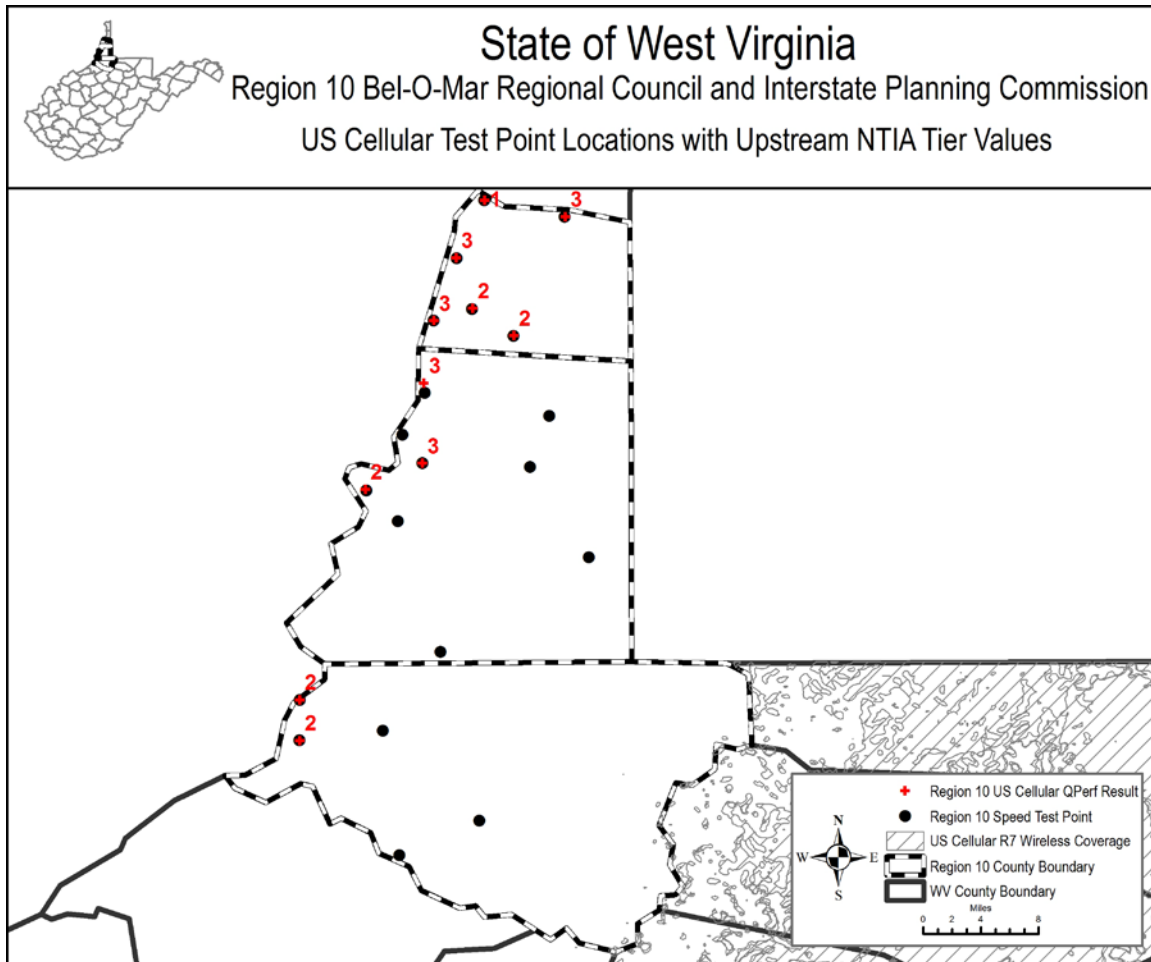 State of West Virginia
Region 10 Bel-O-Mar Regional Council and Interstate Planning Commission
US Cellular Test Point Locations with Upstream NTIA Tier Values
1
3
3
2
3
2
3
3
2
2
2
Region 10 US Cellular QPerf Result
Region 10 Speed Test Point
US Cellular R7 Wireless Coverage
Region 10 County Boundary
WV County Boundary
N
W E
S
Miles
0 2 4 8